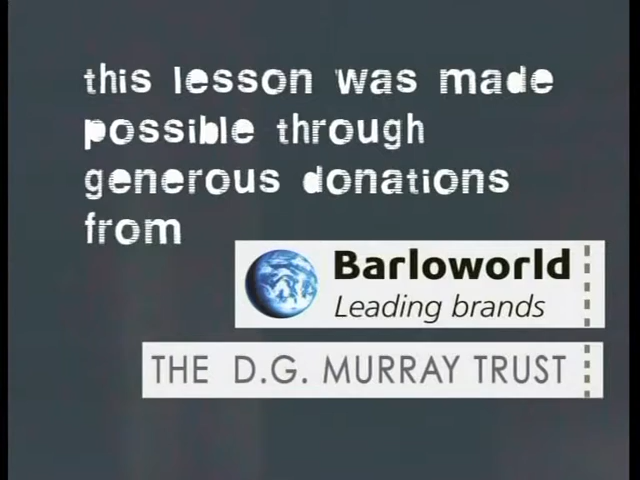 this lesson was made
possible through
generous donations
from
Barloworld
Leading brands
THE D.G. MURRAY TRUST